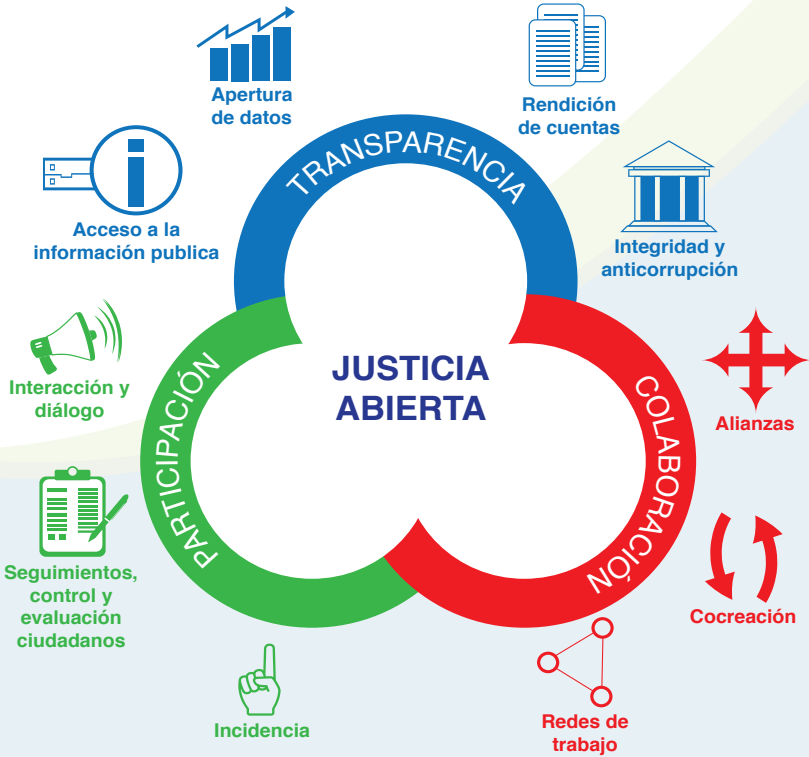 Apertura
de datos
Rendición
de cuentas
Acceso a la
información publica
TRANSPARENCIA
Integridad y
anticorrupción
Interacción y
diálogo
PARTICIPACIÓN
JUSTICIA
ABIERTA
COLABORACIÓN
Alianzas
Seguimientos,
control y
evaluación
ciudadanos
Cocreación
Incidencia
Redes de
trabajo